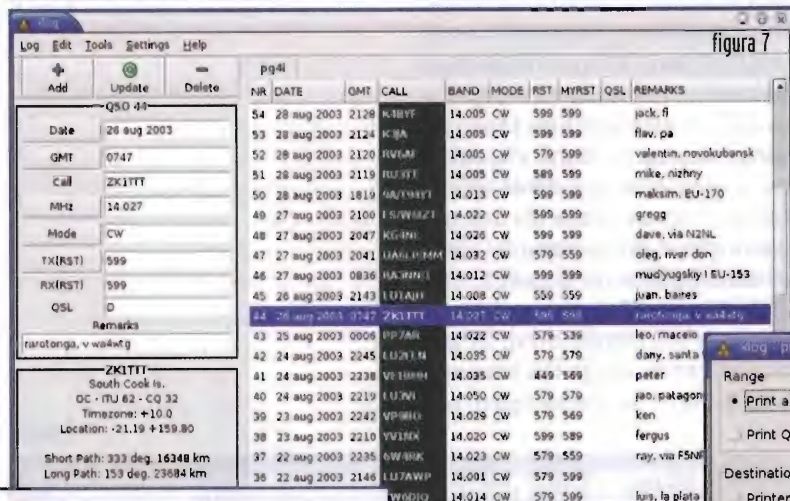 xlog
figura 7
Log Edit Tools Settings Help
Add Update Delete
pg4i
NR DATE GMT CALL BAND MODE RST MYRST QSL REMARKS
54 28 aug 2003 2128 K4BYF 14.005 CW 599 599 jack, fl
53 28 aug 2003 2124 14.005 CW 599 599 flav, pa
52 28 aug 2003 2120 RV6AF 14.005 CW 579 599 valentin, novokubansk
51 28 aug 2003 2119 RU3TT 14.005 CW 589 599 mike, nizhny
50 28 aug 2003 1819 14.013 CW 599 599 maksim, EU-170
49 27 aug 2003 2100 14.022 CW 599 599 gregg
48 27 aug 2003 2047 KG4NL 14.026 CW 599 599 dave, via N2NL
47 27 aug 2003 2041 14.032 CW 579 559 oleg, river don
46 27 aug 2003 0836 14.012 CW 599 599 mud'yugskiy I EU-153
45 26 aug 2003 2143 LU1AJH 14.008 CW 559 559 juan, baires
44 26 aug 2003 0747 ZK1TTT 14.027 CW 599 599 rarotonga, v wa4wtg
43 25 aug 2003 0006 PP7AR 14.022 CW 579 539 leo, maceio
42 24 aug 2003 2245 14.035 CW 579 579 dany, santa
41 24 aug 2003 2238 14.035 CW 449 569 peter
40 24 aug 2003 2219 LU3VI 14.050 CW 579 579 jao, patagon
39 23 aug 2003 2242 14.029 CW 579 569 ken
38 23 aug 2003 2210 14.020 CW 599 589 fergus
37 22 aug 2003 2235 6W4RK 14.023 CW 579 559 ray, via F5NP
36 22 aug 2003 2146 LU7AWP 14.001 CW 579 599
14.014 CW 579 599 luis, la plata
QSO 44
Date 26 aug 2003
GMT 0747
Call ZK1TTT
MHz 14.027
Mode CW
TX(RST) 599
RX(RST) 599
QSL D
Remarks
rarotonga, v wa4wtg
ZK1TTT
South Cook Is.
OC - ITU 62 - CQ 32
Timezone: +10.0
Location: -21.19 +159.80
Short Path: 333 deg. 16348 km
Long Path: 153 deg. 23684 km
xlog - p
Range
Print a
Print Q
Destinatio
Printer